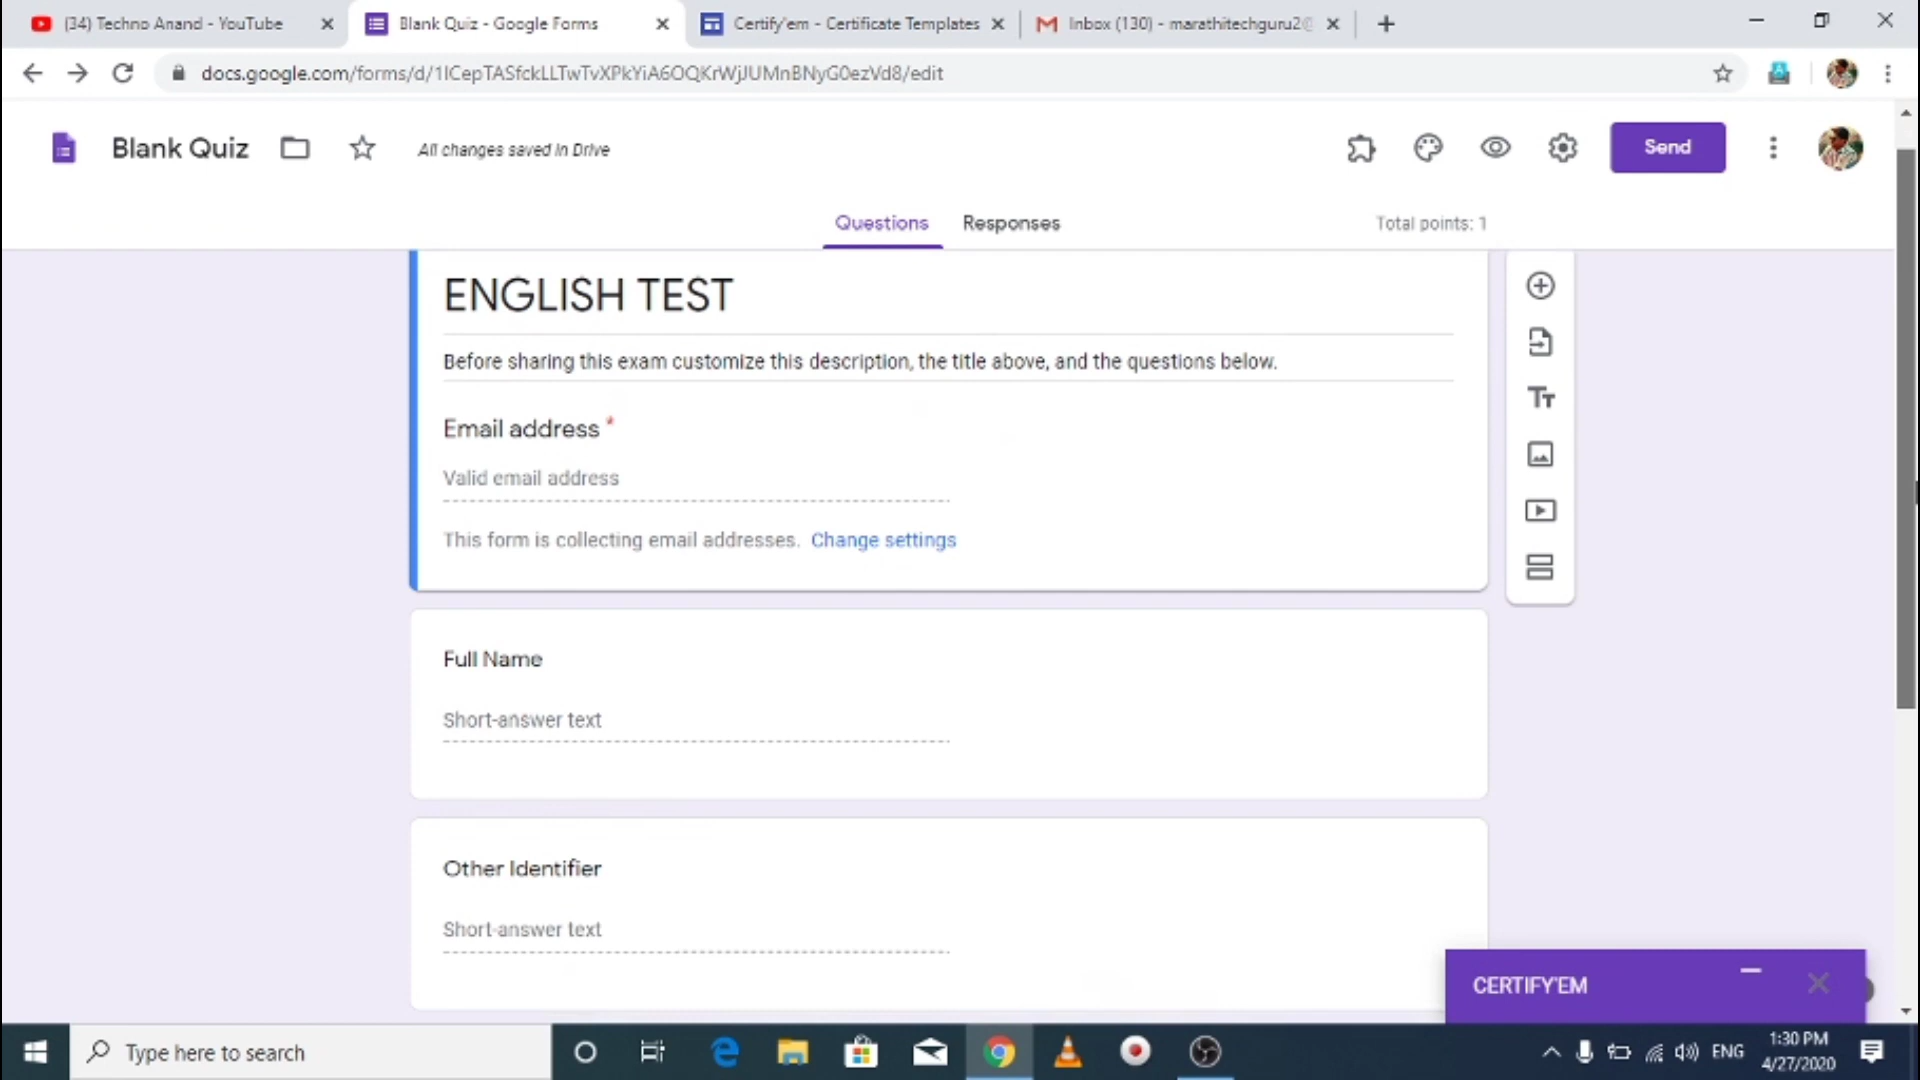 (34) Techno Anand - YouTube
Blank Quiz - Google Forms
Certify'em - Certificate Templates
Inbox (130) - marathitechguru2@
docs.google.com/forms/d/1ICepTASfckLLTwTvXPkYiA6OQKrWjJUMnBNyG0ezVd8/edit
Blank Quiz
All changes saved in Drive
Send
Questions
Responses
Total points: 1
ENGLISH TEST
Before sharing this exam customize this description, the title above, and the questions below.
Email address *
Valid email address
This form is collecting email addresses. Change settings
Full Name
Short-answer text
Other Identifier
Short-answer text
CERTIFY'EM
Type here to search
ENG
1:30 PM
4/27/2020